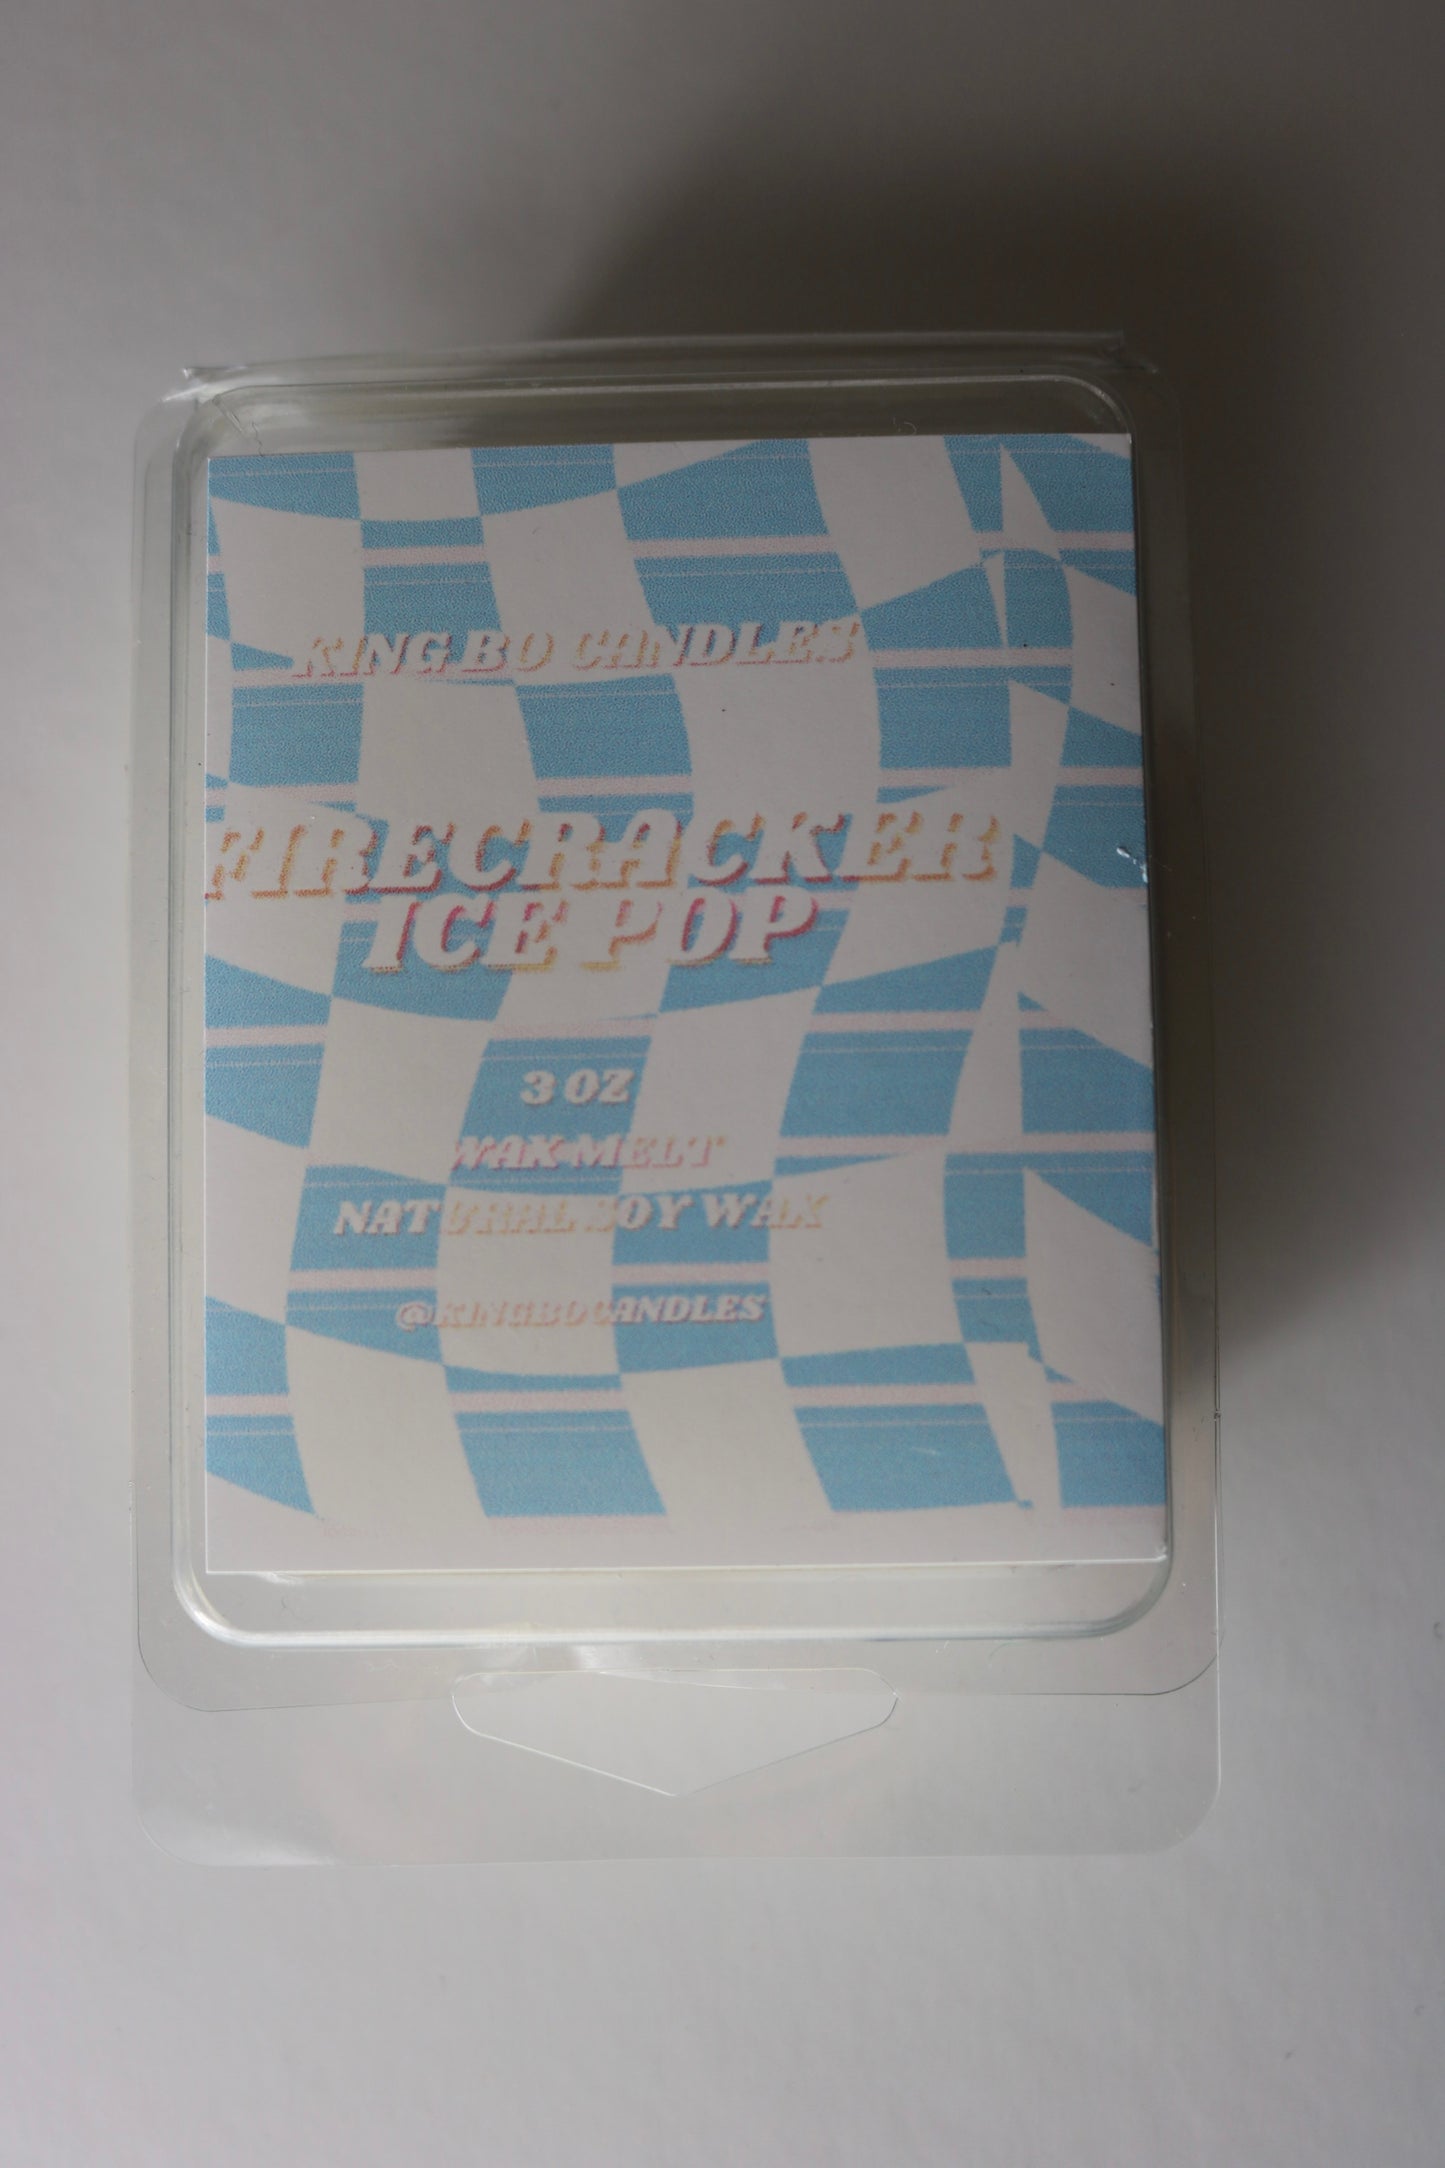 KING BO CANDLES
FIRECRACKER
ICE POP
3 OZ
WAX MELT
NATURAL SOY WAX
@KINGBOCANDLES